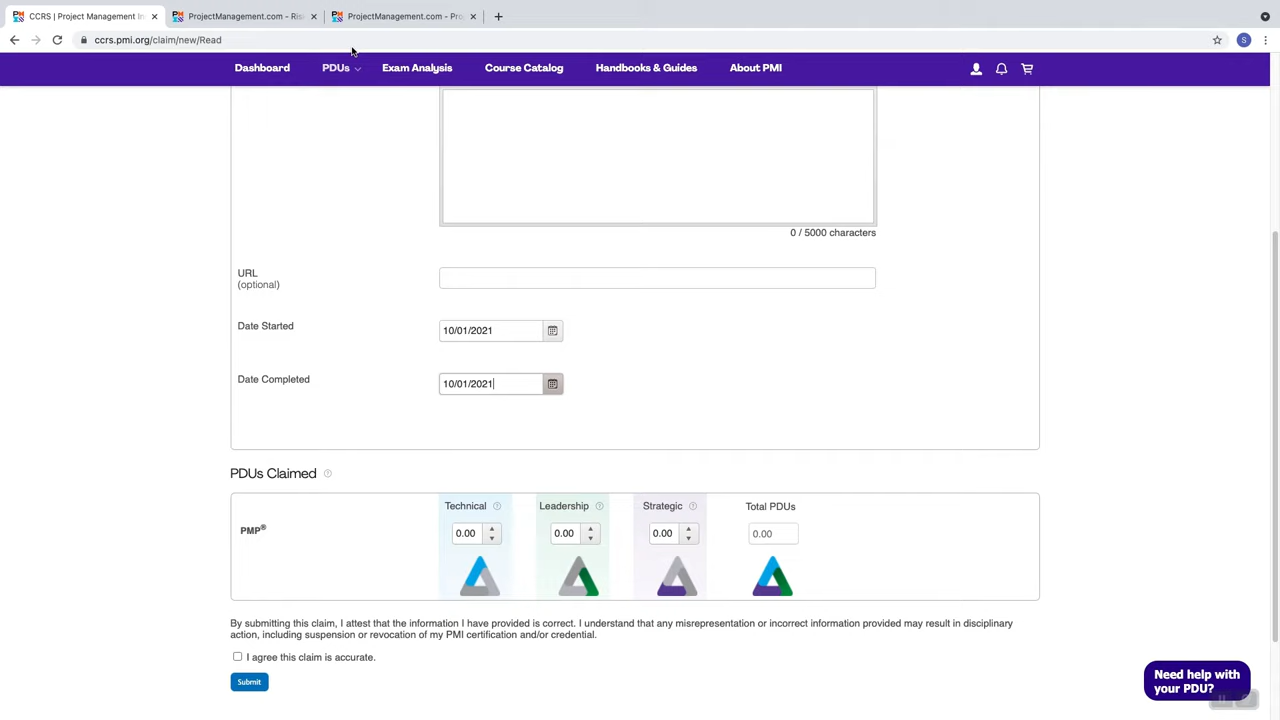 CCRS | Project Management In
ProjectManagement.com - Ris
ProjectManagement.com - Pro
ccrs.pmi.org/claim/new/Read
S
Dashboard
PDUs
Exam Analysis
Course Catalog
Handbooks & Guides
About PMI
0 / 5000 characters
URL
(optional)
Date Started
10/01/2021
Date Completed
10/01/2021
PDUs Claimed ?
Technical ?
Leadership ?
Strategic ?
Total PDUs
PMP®
0.00
0.00
0.00
0.00
By submitting this claim, I attest that the information I have provided is correct. I understand that any misrepresentation or incorrect information provided may result in disciplinary
action, including suspension or revocation of my PMI certification and/or credential.
I agree this claim is accurate.
Submit
Need help with
your PDU?